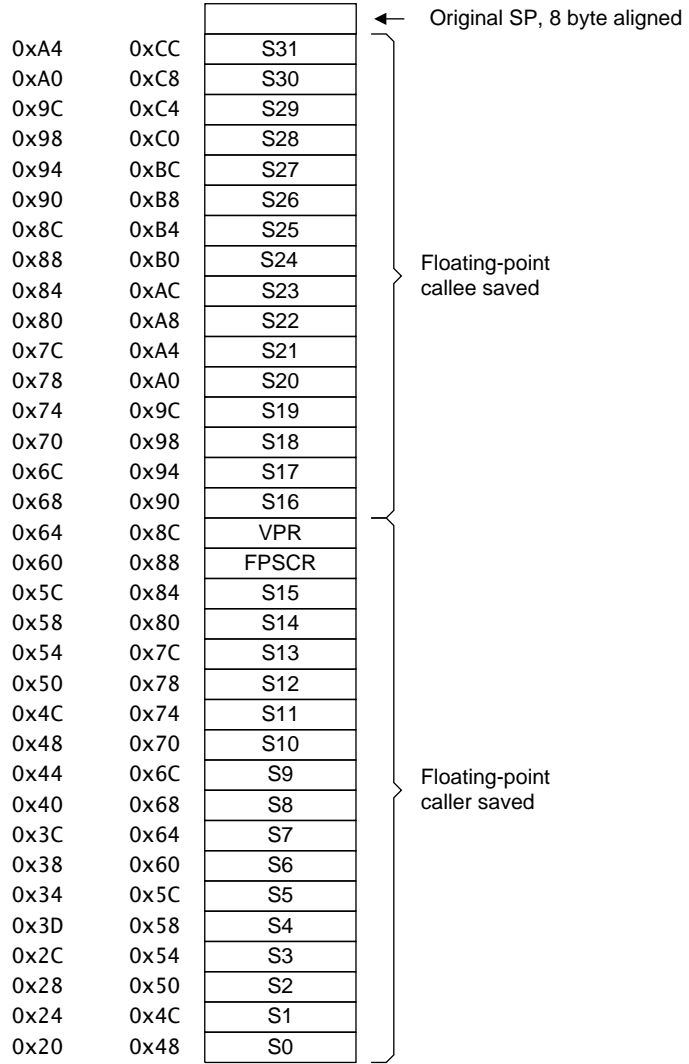 Original SP, 8 byte aligned
0xA4 0xCC S31
0xA0 0xC8 S30
0x9C 0xC4 S29
0x98 0xC0 S28
0x94 0xBC S27
0x90 0xB8 S26
0x8C 0xB4 S25
0x88 0xB0 S24
Floating-point
callee saved
0x84 0xAC S23
0x80 0xA8 S22
0x7C 0xA4 S21
0x78 0xA0 S20
0x74 0x9C S19
0x70 0x98 S18
0x6C 0x94 S17
0x68 0x90 S16
0x64 0x8C VPR
0x60 0x88 FPSCR
0x5C 0x84 S15
0x58 0x80 S14
0x54 0x7C S13
0x50 0x78 S12
0x4C 0x74 S11
0x48 0x70 S10
0x44 0x6C S9
Floating-point
caller saved
0x40 0x68 S8
0x3C 0x64 S7
0x38 0x60 S6
0x34 0x5C S5
0x3D 0x58 S4
0x2C 0x54 S3
0x28 0x50 S2
0x24 0x4C S1
0x20 0x48 S0